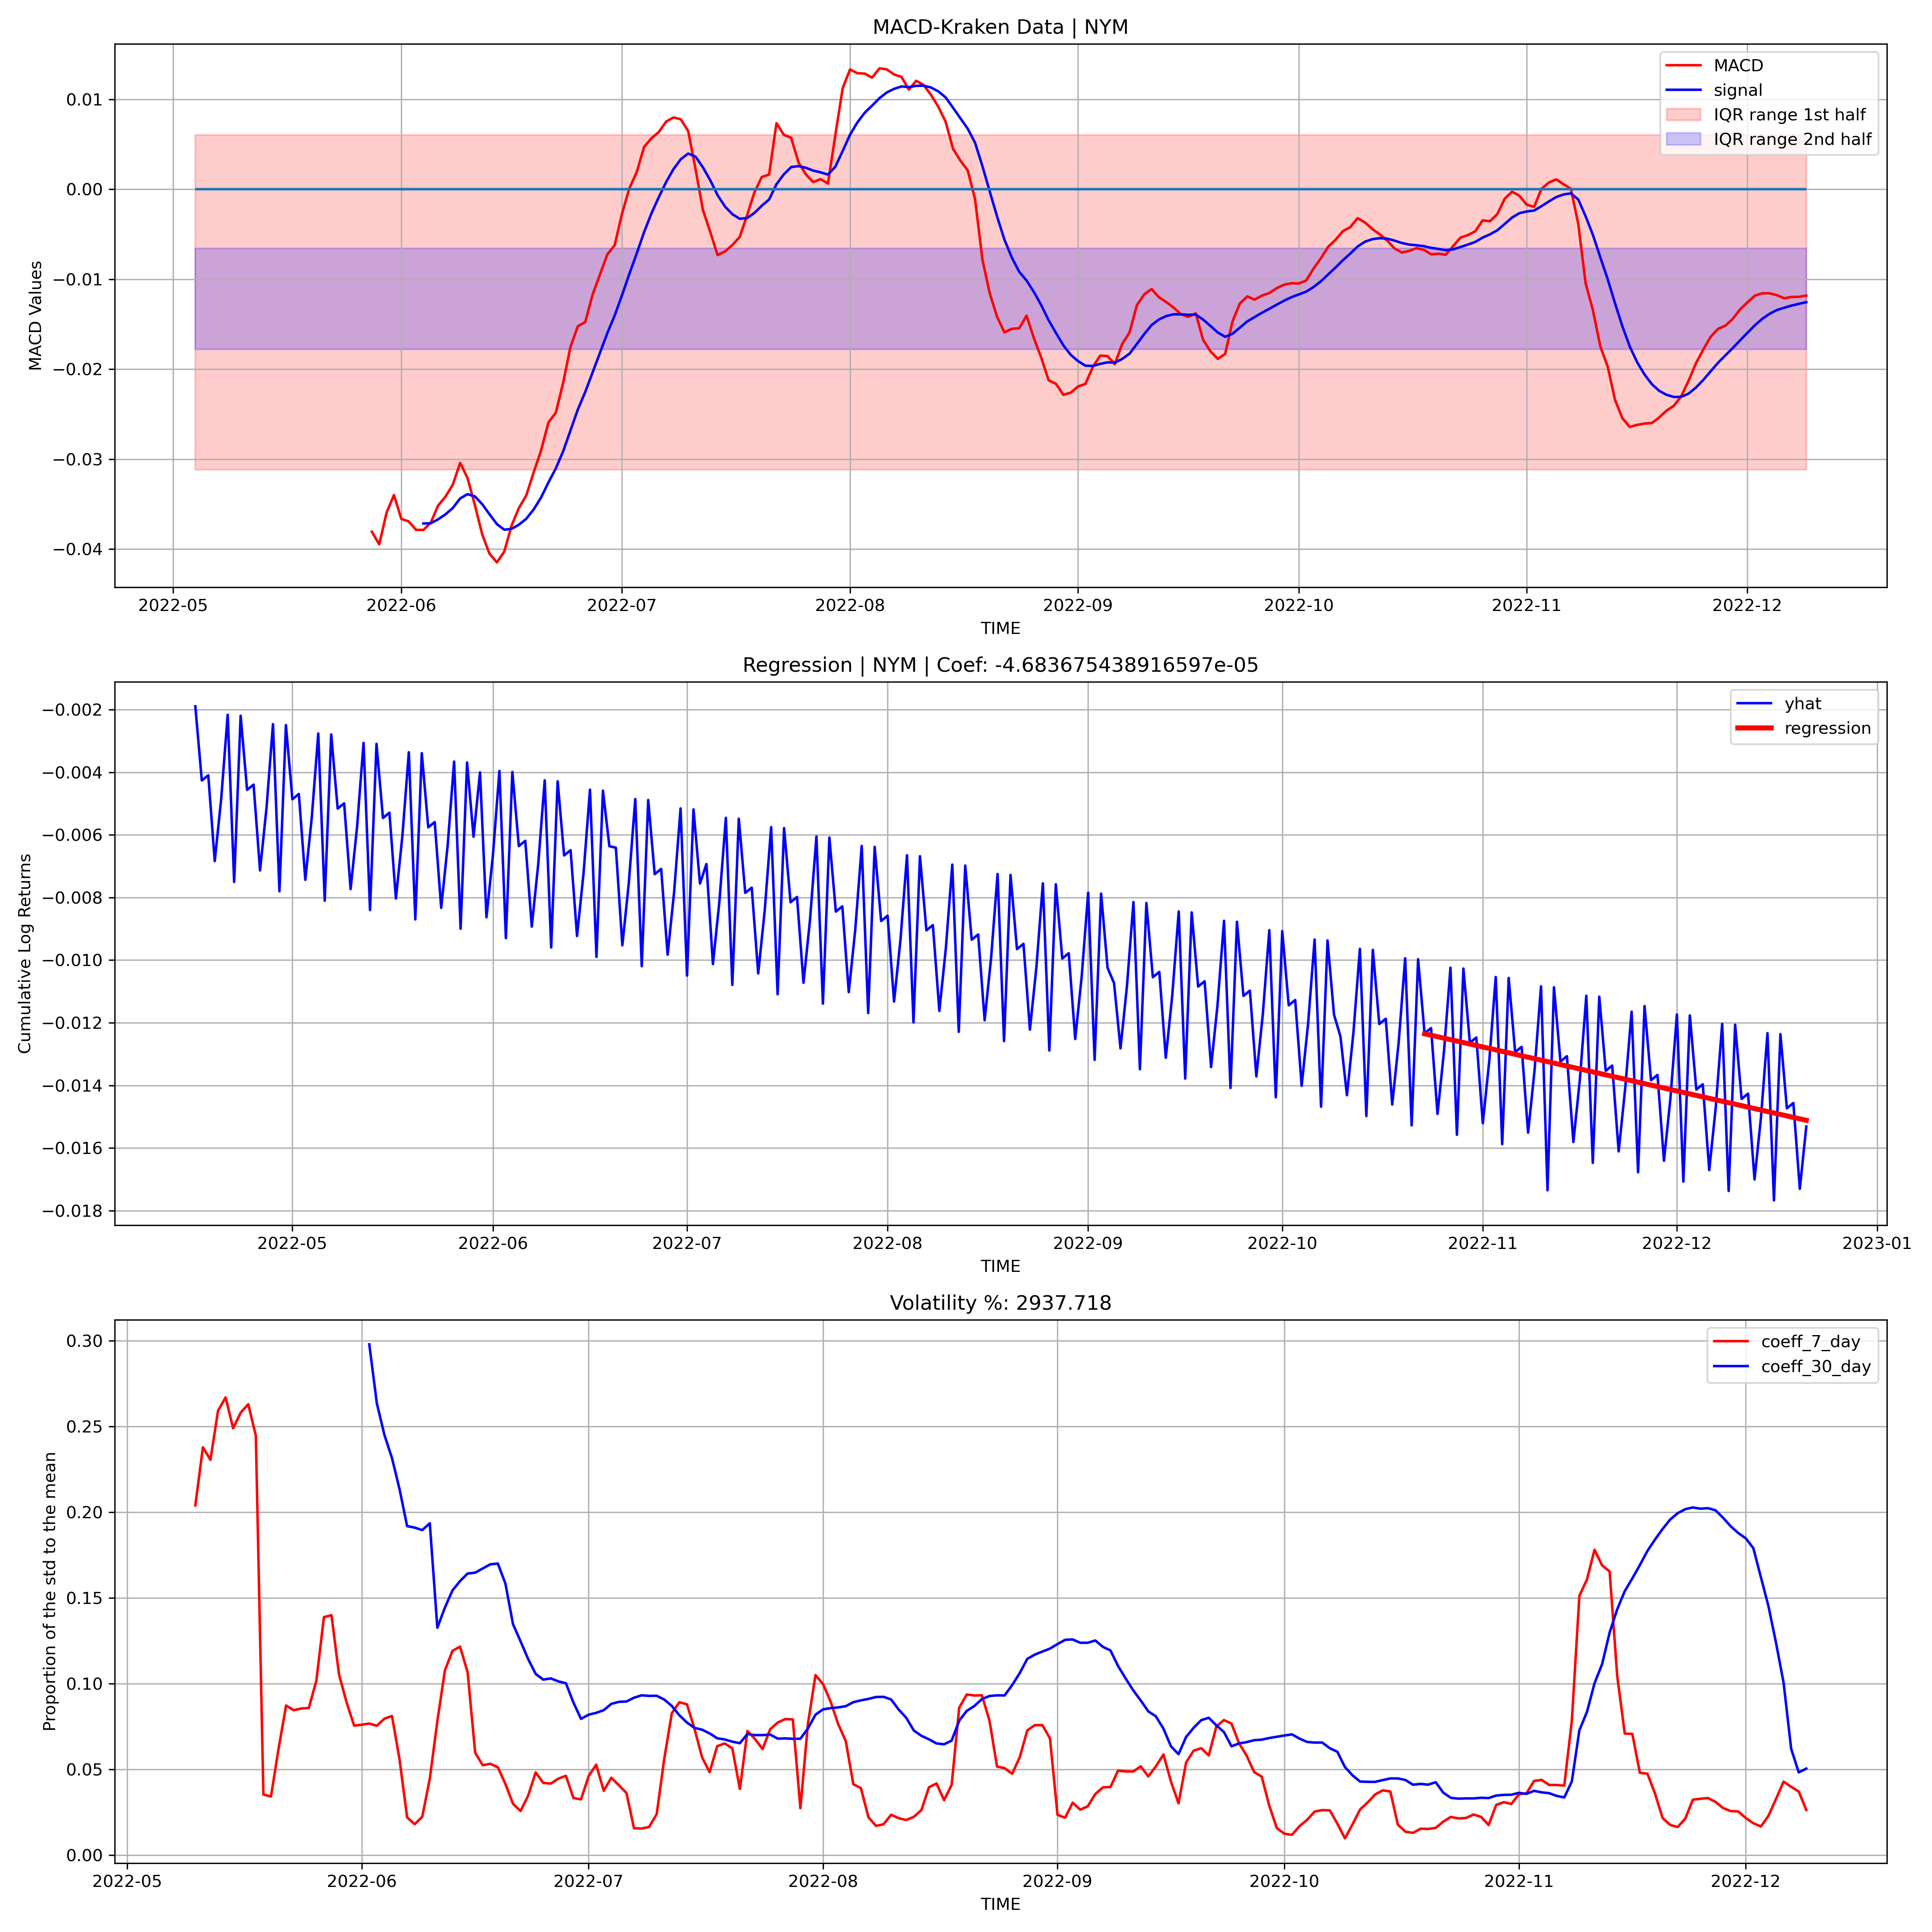 MACD-Kraken Data | NYM
MACD
signal
IQR range 1st half
IQR range 2nd half
MACD Values
0.01
0.00
−0.01
−0.02
−0.03
−0.04
2022-05 2022-06 2022-07 2022-08 2022-09 2022-10 2022-11 2022-12
TIME
Regression | NYM | Coef: -4.683675438916597e-05
yhat
regression
Cumulative Log Returns
−0.002
−0.004
−0.006
−0.008
−0.010
−0.012
−0.014
−0.016
−0.018
2022-05 2022-06 2022-07 2022-08 2022-09 2022-10 2022-11 2022-12 2023-01
TIME
Volatility %: 2937.718
coeff_7_day
coeff_30_day
Proportion of the std to the mean
0.30
0.25
0.20
0.15
0.10
0.05
0.00
2022-05 2022-06 2022-07 2022-08 2022-09 2022-10 2022-11 2022-12
TIME